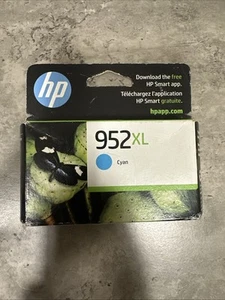 hp
Download the free
HP Smart app.
Téléchargez l'application
HP Smart gratuite.
hpapp.com
952XL
Cyan